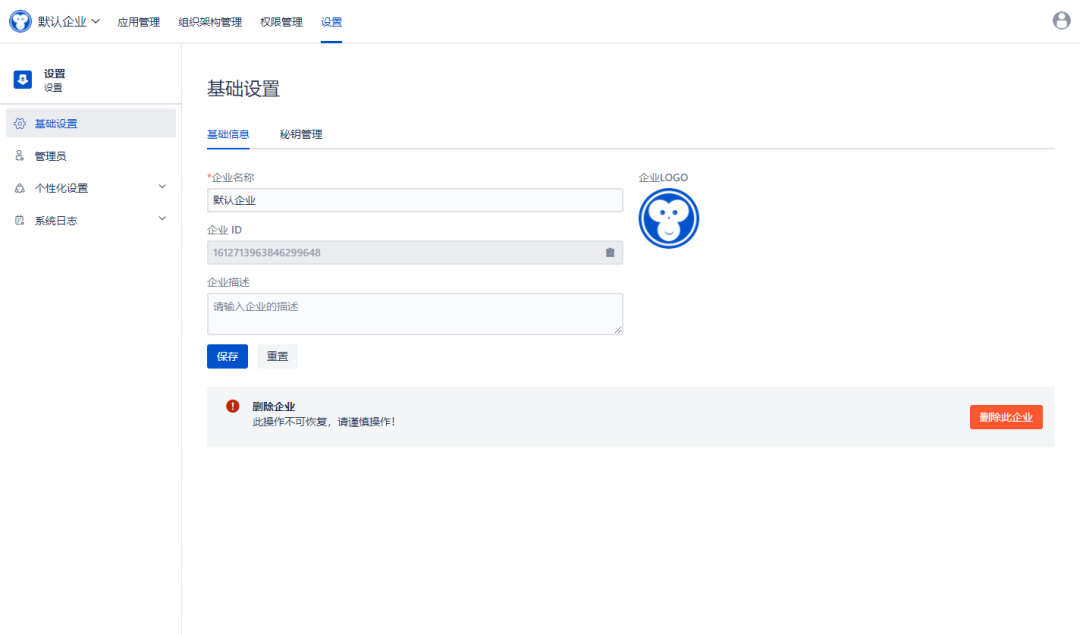 默认企业 应用管理 组织架构管理 权限管理 设置
设置
设置
基础设置
管理员
个性化设置
系统日志
基础设置
基础信息 秘钥管理
*企业名称
默认企业
企业 ID
1612713963846299648
企业描述
请输入企业的描述
保存 重置
企业LOGO
删除企业
此操作不可恢复，请谨慎操作！
删除此企业